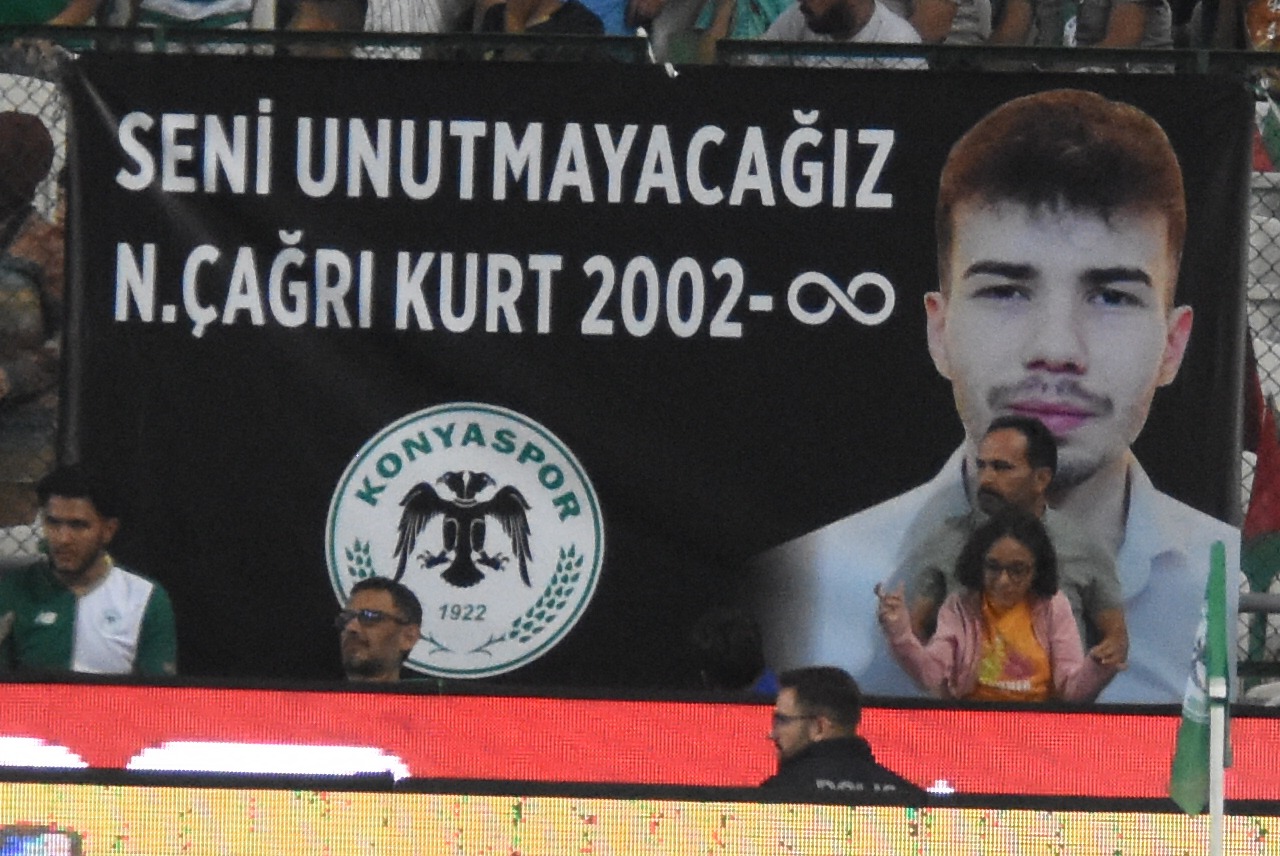 SENİ UNUTMAYACAĞIZ
N.ÇAĞRI KURT 2002-∞
KONYASPOR
1922